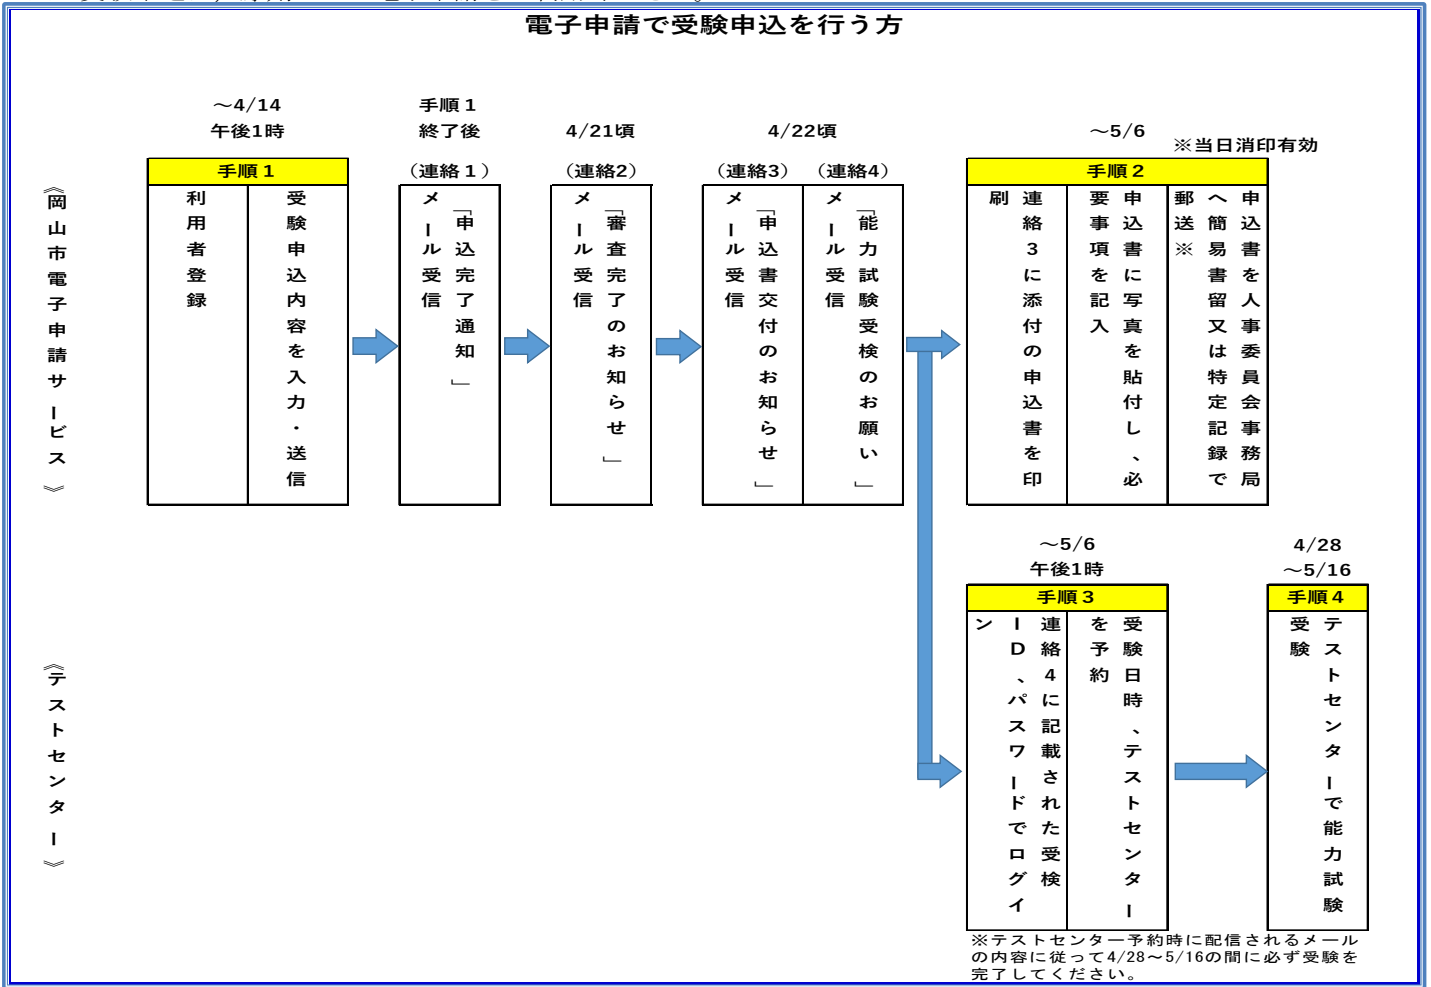 電子申請で受験申込を行う方
～4/14
午後1時
手順１
終了後
4/21頃
4/22頃
～5/6
※当日消印有効
《岡山市電子申請サービス》
手順１
利用者登録
受験申込内容を入力・送信
（連絡１）
「申込完了通知」
メール受信
（連絡2）
「審査完了のお知らせ」
メール受信
（連絡3）
「申込書交付のお知らせ」
メール受信
（連絡4）
「能力試験受検のお願い」
メール受信
手順２
連絡３に添付の申込書を印
刷
申込書に写真を貼付し、必
要事項を記入
申込書を人事委員会事務局
へ簡易書留又は特定記録で
郵送※
《テストセンター》
～5/6
午後1時
手順３
連絡４に記載された受検
ＩＤ、パスワードでログイ
ン
受験日時、テストセンター
を予約
4/28
～5/16
手順４
テストセンターで能力試験
受験
※テストセンター予約時に配信されるメール
の内容に従って4/28～5/16の間に必ず受験を
完了してください。